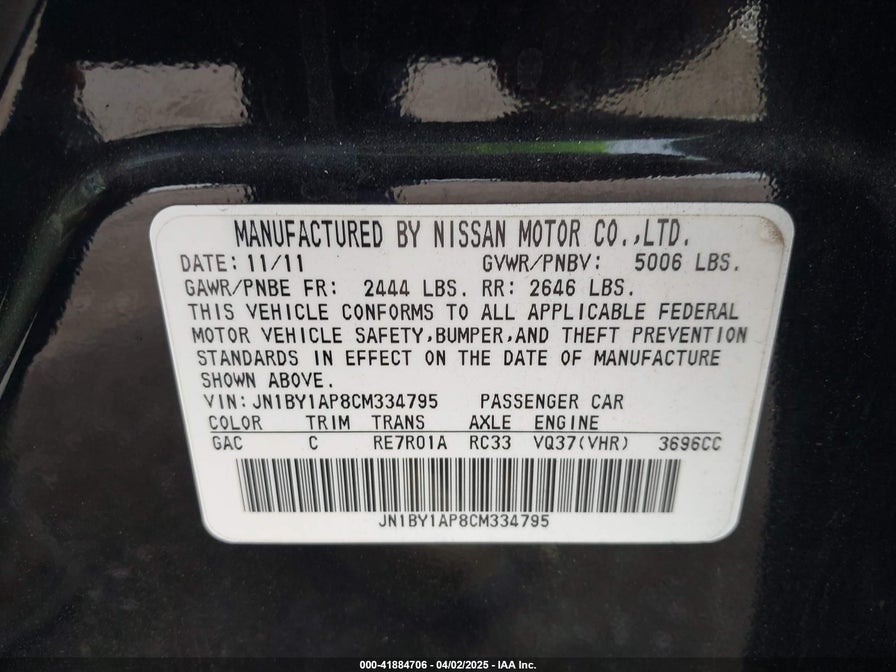 MANUFACTURED BY NISSAN MOTOR CO.,LTD.
DATE: 11/11 GVWR/PNBV: 5006 LBS.
GAWR/PNBE FR: 2444 LBS. RR: 2646 LBS.
THIS VEHICLE CONFORMS TO ALL APPLICABLE FEDERAL
MOTOR VEHICLE SAFETY,BUMPER,AND THEFT PREVENTION
STANDARDS IN EFFECT ON THE DATE OF MANUFACTURE
SHOWN ABOVE.
VIN: JN1BY1AP8CM334795 PASSENGER CAR
COLOR TRIM TRANS AXLE ENGINE
GAC C RE7R01A RC33 VQ37(VHR) 3696CC
JN1BY1AP8CM334795
000-41884706 - 04/02/2025 - IAA Inc.